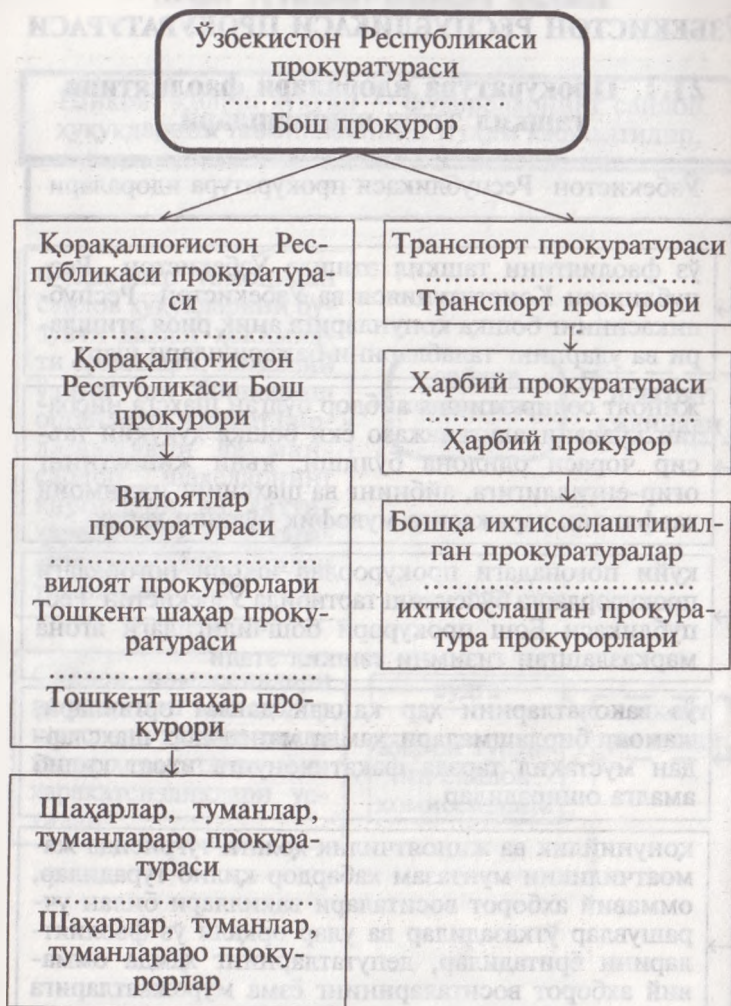 Ўзбекистон Республикаси
прокуратураси
..............................
Бош прокурор
Қорақалпоғистон Рес-
публикаси прокуратура-
си
..............................
Қорақалпоғистон
Республикаси Бош
прокурори
Вилоятлар
прокуратураси
..............................
вилоят прокурорлари
Тошкент шаҳар проку-
ратураси
..............................
Тошкент шаҳар про-
курори
Шаҳарлар, туманлар,
туманлараро прокура-
тураси
..............................
Шаҳарлар, туманлар,
туманлараро проку-
рорлар
Транспорт прокуратураси
..............................
Транспорт прокурори
Ҳарбий прокуратураси
..............................
Ҳарбий прокурор
Бошқа ихтисослаштирил-
ган прокуратуралар
..............................
ихтисослашган прокура-
тура прокурорлари